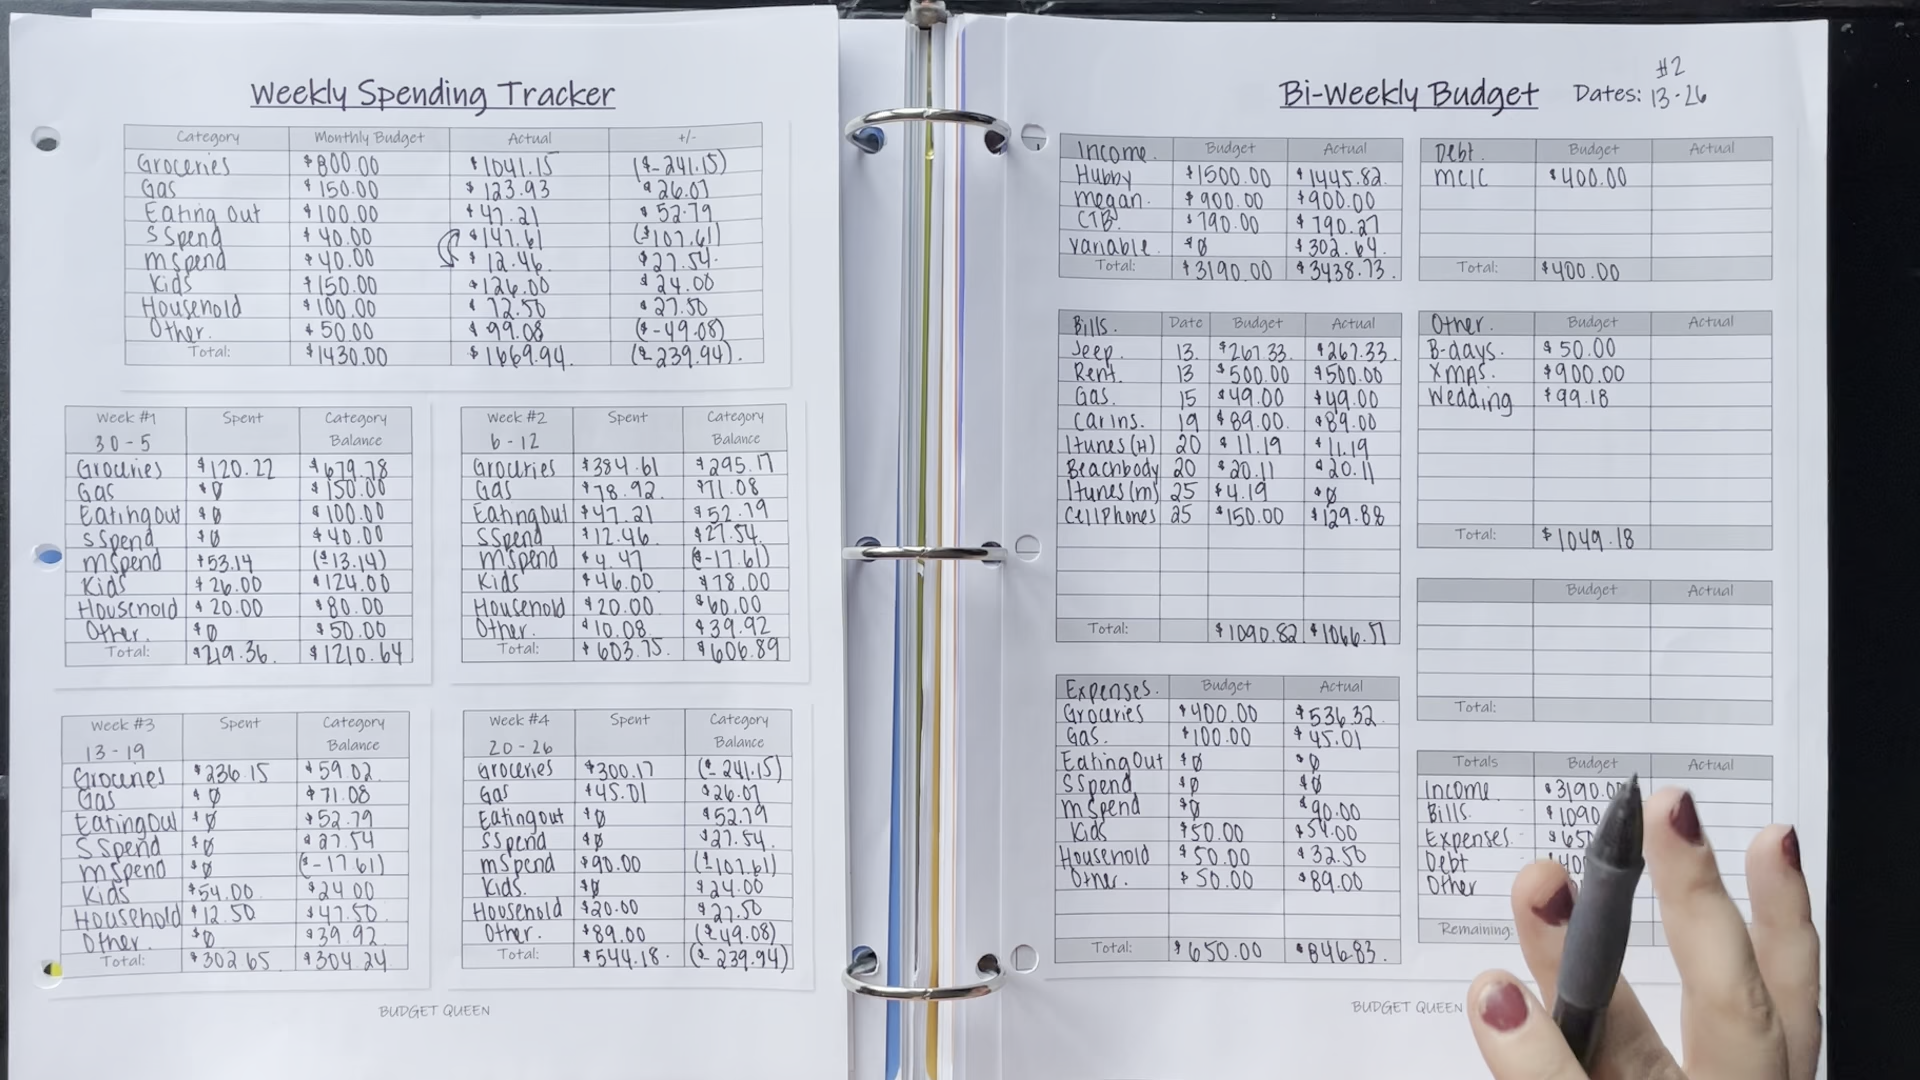 Weekly Spending Tracker
Category Monthly Budget Actual +/-
Groceries $800.00 $1041.15 ($-241.15)
Gas $150.00 $123.93 $26.07
Eating Out $100.00 $47.21 $52.79
S Spend $40.00 $147.61 ($107.61)
M Spend $40.00 $12.46 $27.54
Kids $150.00 $126.00 $24.00
Household $100.00 $72.50 $27.50
Other. $50.00 $99.08 ($-49.08)
Total: $1430.00 $1669.94. ($-239.94).
Week #1 Spent Category
30-5 Balance
Groceries $120.22 $679.78
Gas $0 $150.00
Eating out $0 $100.00
S Spend $0 $40.00
M Spend $53.14 ($-13.14)
Kids $26.00 $124.00
Household $20.00 $80.00
Other. $0 $50.00
Total: $219.36. $1210.64
Week #2 Spent Category
6-12 Balance
Groceries $384.61 $295.17
Gas $78.92 $71.08
Eating out $47.21 $52.79
S Spend $12.46 $27.54.
M Spend $4.47 ($-17.61)
Kids $46.00 $78.00
Household $20.00 $60.00
Other. $10.08 $39.92
Total: $603.75. $606.89
Week #3 Spent Category
13-19 Balance
Groceries $236.15 $59.02
Gas $0 $71.08
Eating Out $0 $52.79
S Spend $0 $27.54
M Spend $0 ($-17.61)
Kids $54.00 $24.00
Household $12.50 $47.50
Other. $0 $39.92
Total: $302.65 $304.24
Week #4 Spent Category
20-26 Balance
Groceries $300.17 ($-241.15)
Gas $45.01 $26.07
Eating out $0 $52.79
S Spend $0 $27.54.
M Spend $90.00 ($-107.61)
Kids. $0 $24.00
Household $20.00 $27.50
Other. $89.00 ($-49.08)
Total: $544.18. ($-239.94)
BUDGET QUEEN
Bi-Weekly Budget Dates: #2
13-26
Income. Budget Actual
Hubby $1500.00 $1445.82.
Megan. $900.00 $900.00
CTB. $790.00 $790.27
Variable. $0 $302.64.
Total: $3190.00 $3438.73.
Bills. Date Budget Actual
Jeep. 13. $267.33. $267.33.
Rent. 13 $500.00 $500.00
Gas. 15 $49.00 $49.00
Car Ins. 19 $89.00. $89.00
Itunes (H) 20 $11.19 $11.19
Beachbody 20 $20.11 $20.11
Itunes (m) 25 $4.19 $0
Cellphones 25 $150.00 $129.88
Total: $1090.82 $1066.51
Expenses. Budget Actual
Groceries $400.00 $536.32.
Gas. $100.00 $45.01
Eating Out $0 $0
S Spend $0 $0
M Spend $0 $90.00
Kids $50.00 $54.00
Household $50.00 $32.50
Other. $50.00 $89.00
Total: $650.00 $846.83.
Debt. Budget Actual
MC/C $400.00
Total: $400.00
Other. Budget Actual
B-days. $50.00
Xmas. $900.00
Wedding $99.18
Total: $1049.18
Budget Actual
Total:
Totals Budget Actual
Income $3190.0
Bills. $1090
Expenses $650
Debt
Other
Remaining:
BUDGET QUEEN